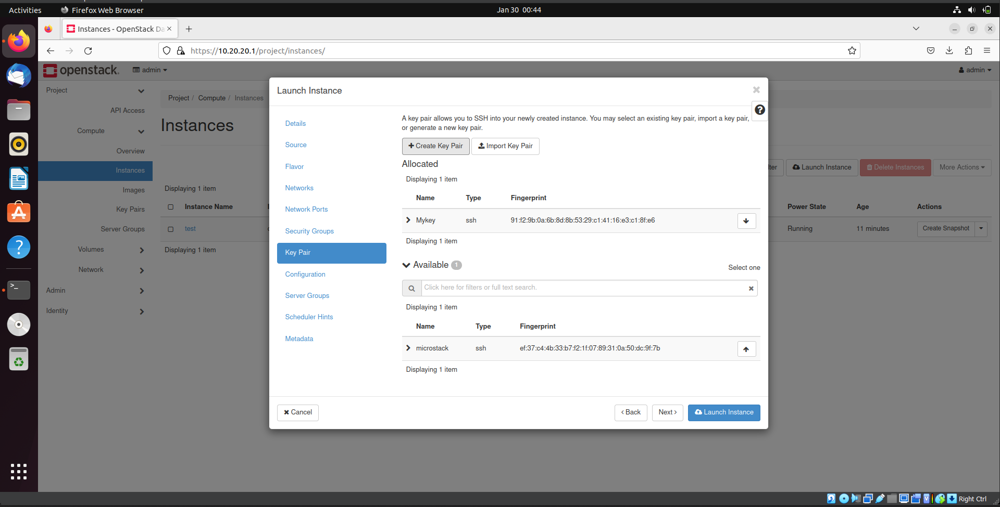 Activities
Firefox Web Browser
Jan 30 00:44
Instances - OpenStack Da
https://10.20.20.1/project/instances/
openstack.
admin
admin
Project
API Access
Compute
Overview
Instances
Images
Key Pairs
Server Groups
Volumes
Network
Admin
Identity
Project / Compute / Instances
Instances
Launch Instance
Delete Instances
More Actions
Displaying 1 item
Instance Name
Power State
Age
Actions
test
Running
11 minutes
Create Snapshot
Displaying 1 item
Launch Instance
Details
Source
Flavor
Networks
Network Ports
Security Groups
Key Pair
Configuration
Server Groups
Scheduler Hints
Metadata
A key pair allows you to SSH into your newly created instance. You may select an existing key pair, import a key pair,
or generate a new key pair.
Create Key Pair
Import Key Pair
Allocated
Displaying 1 item
Name Type Fingerprint
Mykey ssh 91:f2:9b:0a:6b:8d:8b:53:29:c1:41:16:e3:c1:8f:e6
Displaying 1 item
Available 1
Select one
Click here for filters or full text search.
Displaying 1 item
Name Type Fingerprint
microstack ssh ef:37:c4:4b:33:b7:f2:1f:07:89:31:0a:50:dc:9f:7b
Displaying 1 item
Cancel
Back
Next
Launch Instance
Right Ctrl